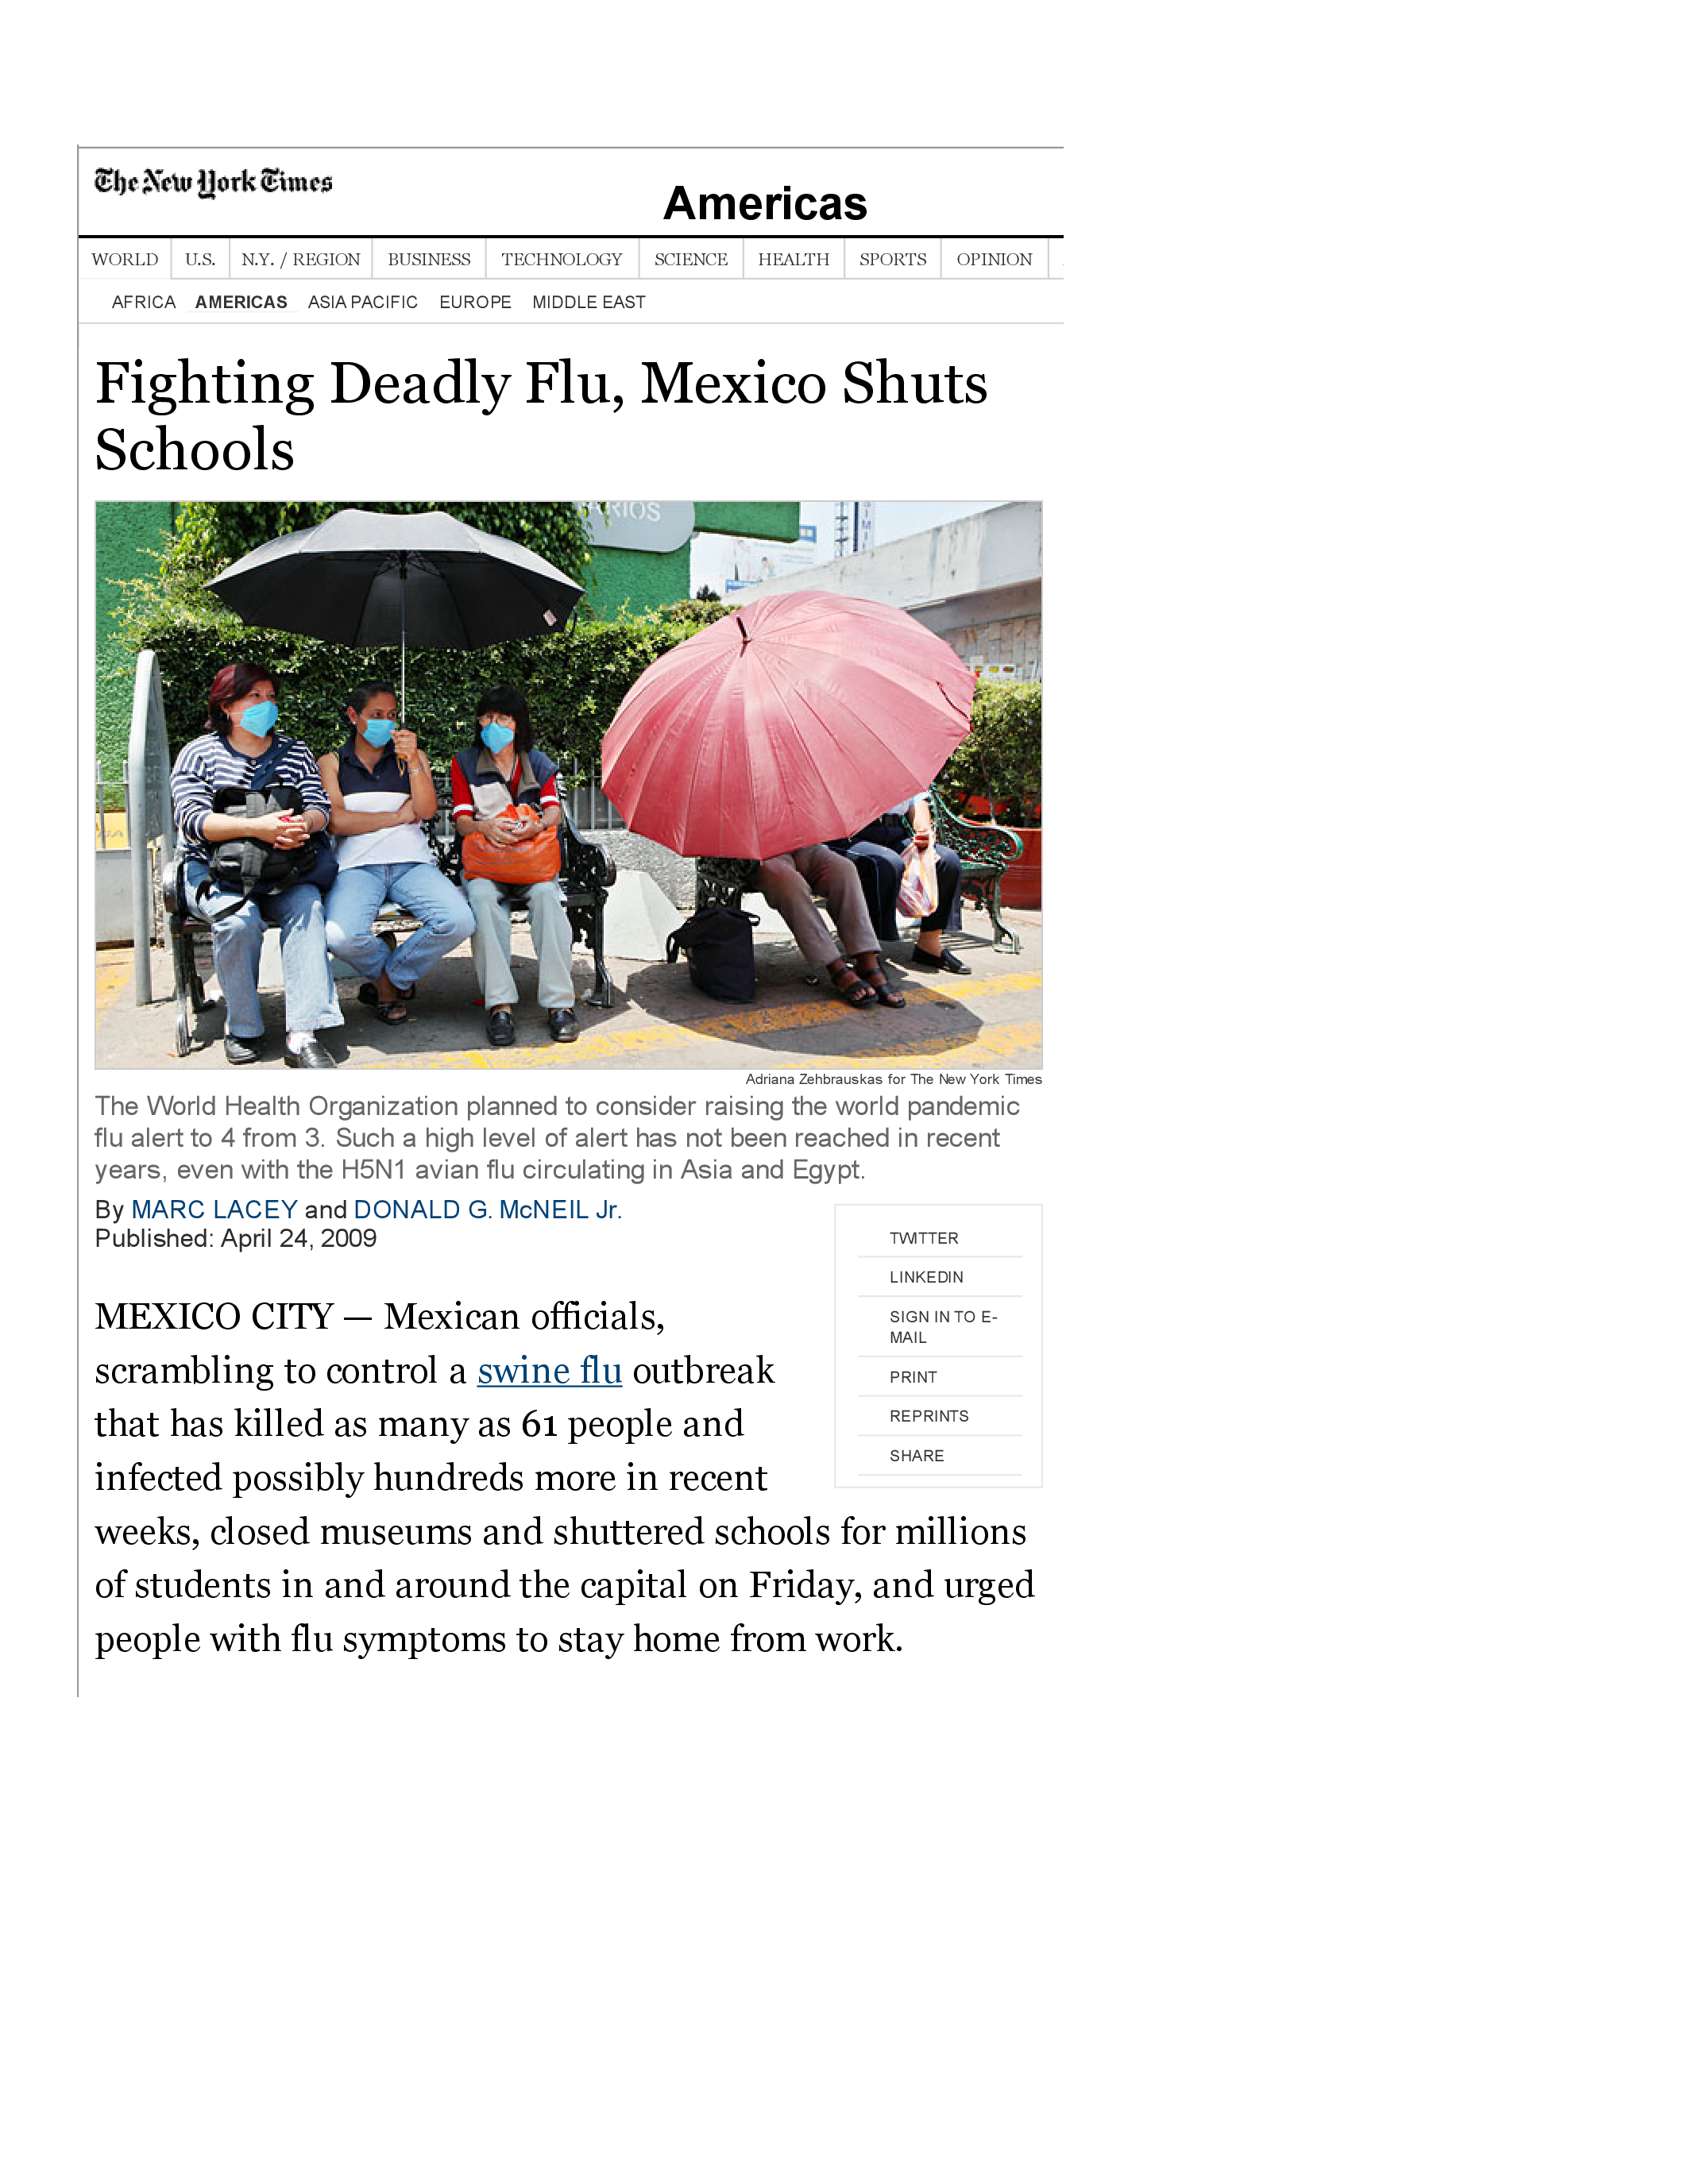 The New York Times
Americas
WORLD U.S. N.Y. / REGION BUSINESS TECHNOLOGY SCIENCE HEALTH SPORTS OPINION
AFRICA AMERICAS ASIA PACIFIC EUROPE MIDDLE EAST
Fighting Deadly Flu, Mexico Shuts
Schools
Adriana Zehbrauskas for The New York Times
The World Health Organization planned to consider raising the world pandemic
flu alert to 4 from 3. Such a high level of alert has not been reached in recent
years, even with the H5N1 avian flu circulating in Asia and Egypt.
By MARC LACEY and DONALD G. McNEIL Jr.
Published: April 24, 2009
TWITTER
LINKEDIN
SIGN IN TO E-
MAIL
PRINT
REPRINTS
SHARE
MEXICO CITY — Mexican officials,
scrambling to control a swine flu outbreak
that has killed as many as 61 people and
infected possibly hundreds more in recent
weeks, closed museums and shuttered schools for millions
of students in and around the capital on Friday, and urged
people with flu symptoms to stay home from work.